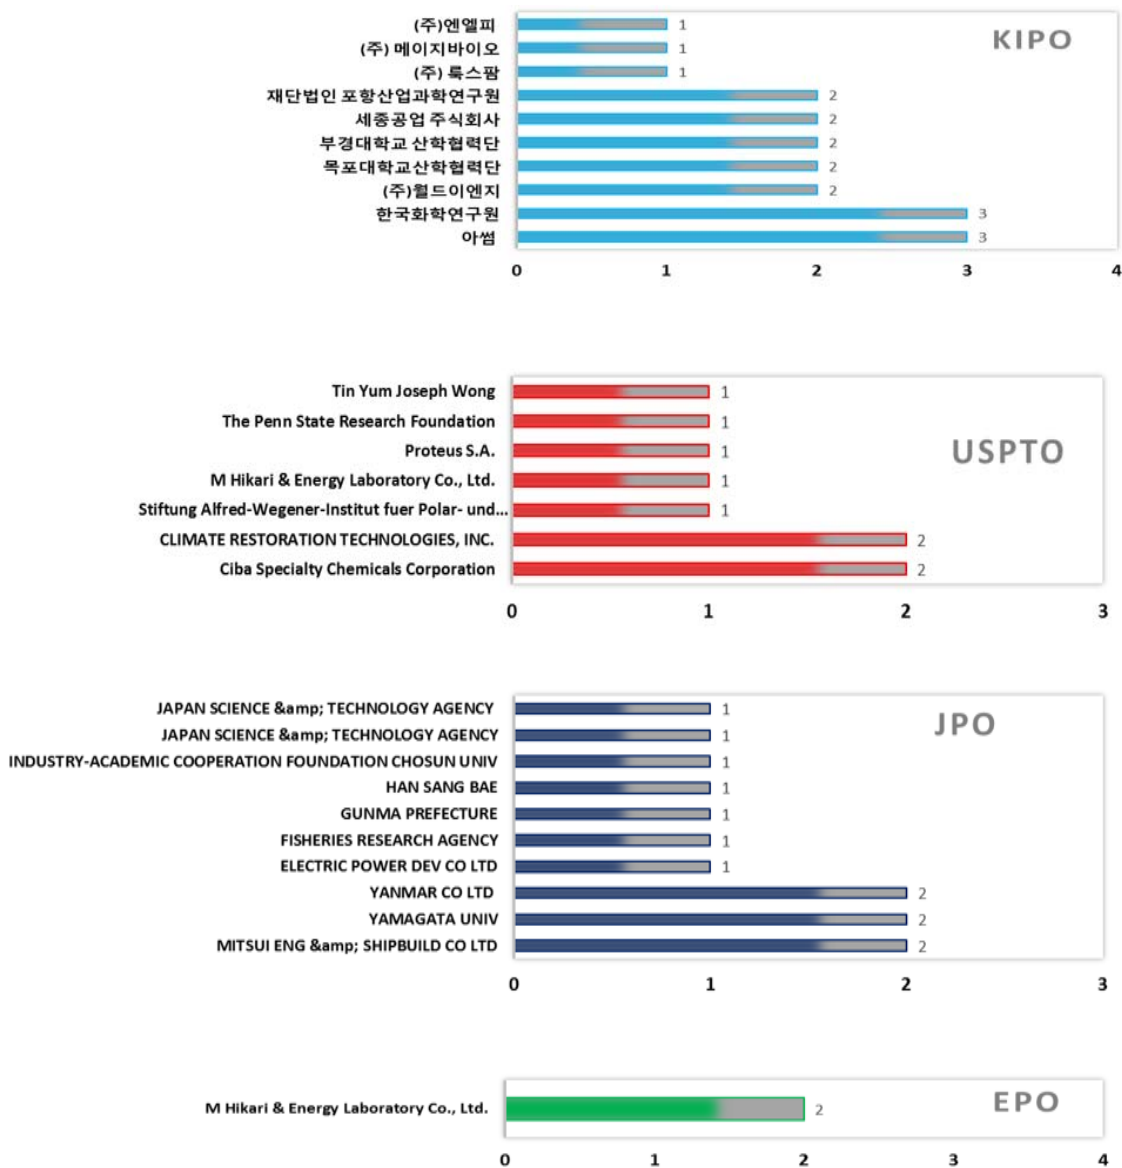 (주)엔엘피 1
KIPO
(주) 메이지바이오 1
(주) 룩스팜 1
재단법인 포항산업과학연구원 2
세종공업 주식회사 2
부경대학교 산학협력단 2
목포대학교산학협력단 2
(주)월드이엔지 2
한국화학연구원 3
아썸 3
0 1 2 3 4
Tin Yum Joseph Wong 1
The Penn State Research Foundation 1
Proteus S.A. 1
USPTO
M Hikari & Energy Laboratory Co., Ltd. 1
Stiftung Alfred-Wegener-Institut fuer Polar- und... 1
CLIMATE RESTORATION TECHNOLOGIES, INC. 2
Ciba Specialty Chemicals Corporation 2
0 1 2 3
JAPAN SCIENCE &amp; TECHNOLOGY AGENCY 1
JPO
JAPAN SCIENCE &amp; TECHNOLOGY AGENCY 1
INDUSTRY-ACADEMIC COOPERATION FOUNDATION CHOSUN UNIV 1
HAN SANG BAE 1
GUNMA PREFECTURE 1
FISHERIES RESEARCH AGENCY 1
ELECTRIC POWER DEV CO LTD 1
YANMAR CO LTD 2
YAMAGATA UNIV 2
MITSUI ENG &amp; SHIPBUILD CO LTD 2
0 1 2 3
M Hikari & Energy Laboratory Co., Ltd. 2
EPO
0 1 2 3 4